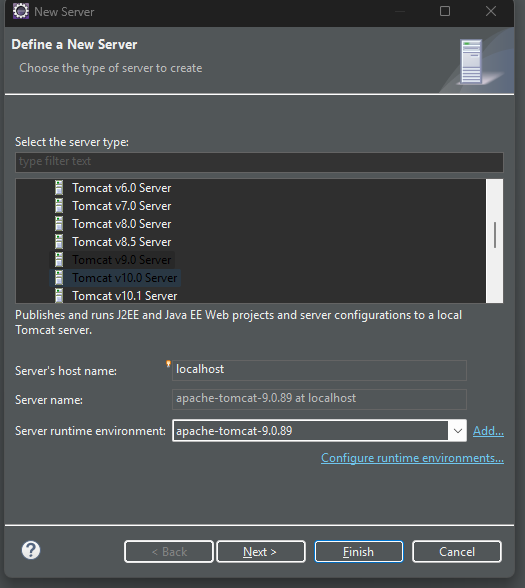 New Server
Define a New Server
Choose the type of server to create
Select the server type:
type filter text
Tomcat v6.0 Server
Tomcat v7.0 Server
Tomcat v8.0 Server
Tomcat v8.5 Server
Tomcat v9.0 Server
Tomcat v10.0 Server
Tomcat v10.1 Server
Publishes and runs J2EE and Java EE Web projects and server configurations to a local
Tomcat server.
Server's host name: localhost
Server name: apache-tomcat-9.0.89 at localhost
Server runtime environment: apache-tomcat-9.0.89 Add...
Configure runtime environments...
? < Back Next > Finish Cancel